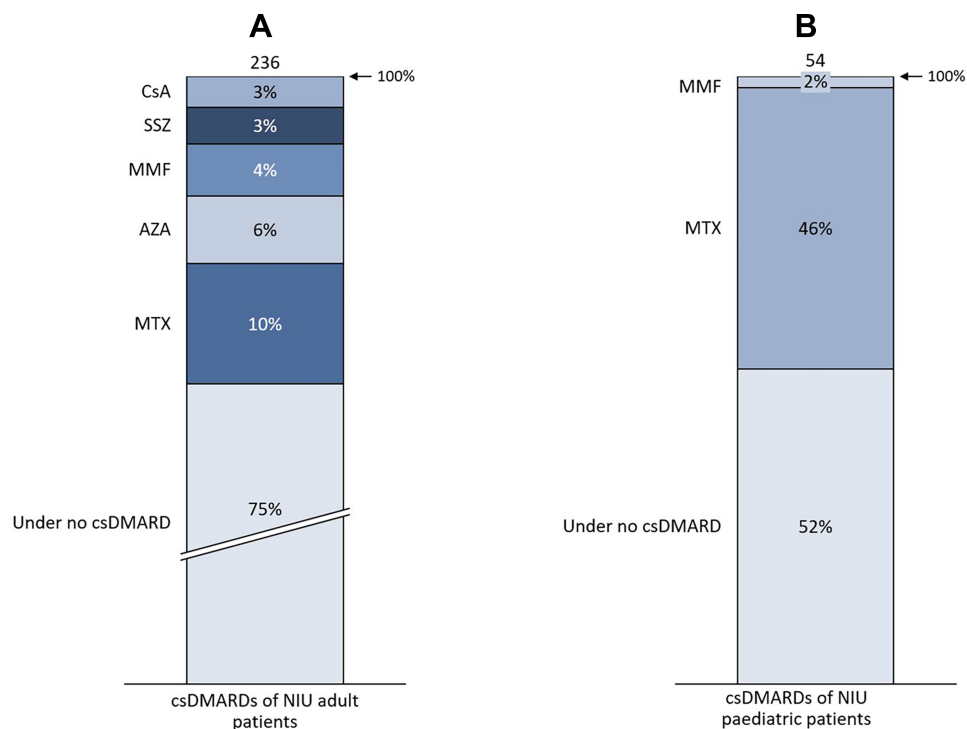 A
236
100%
CsA
3%
SSZ
3%
MMF
4%
AZA
6%
MTX
10%
Under no csDMARD
75%
csDMARDs of NIU adult
patients
B
54
100%
MMF
2%
MTX
46%
Under no csDMARD
52%
csDMARDs of NIU
paediatric patients